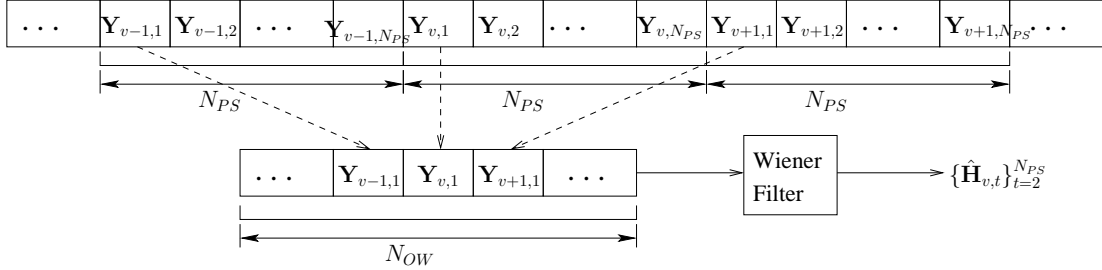 ... Y_{v-1,1} Y_{v-1,2} ... Y_{v-1,N_{PS}} Y_{v,1} Y_{v,2} ... Y_{v,N_{PS}} Y_{v+1,1} Y_{v+1,2} ... Y_{v+1,N_{PS}} ...
N_{PS} N_{PS} N_{PS}
... Y_{v-1,1} Y_{v,1} Y_{v+1,1} ...
Wiener
Filter
{\hat{H}_{v,t}}_{t=2}^{N_{PS}}
N_{OW}